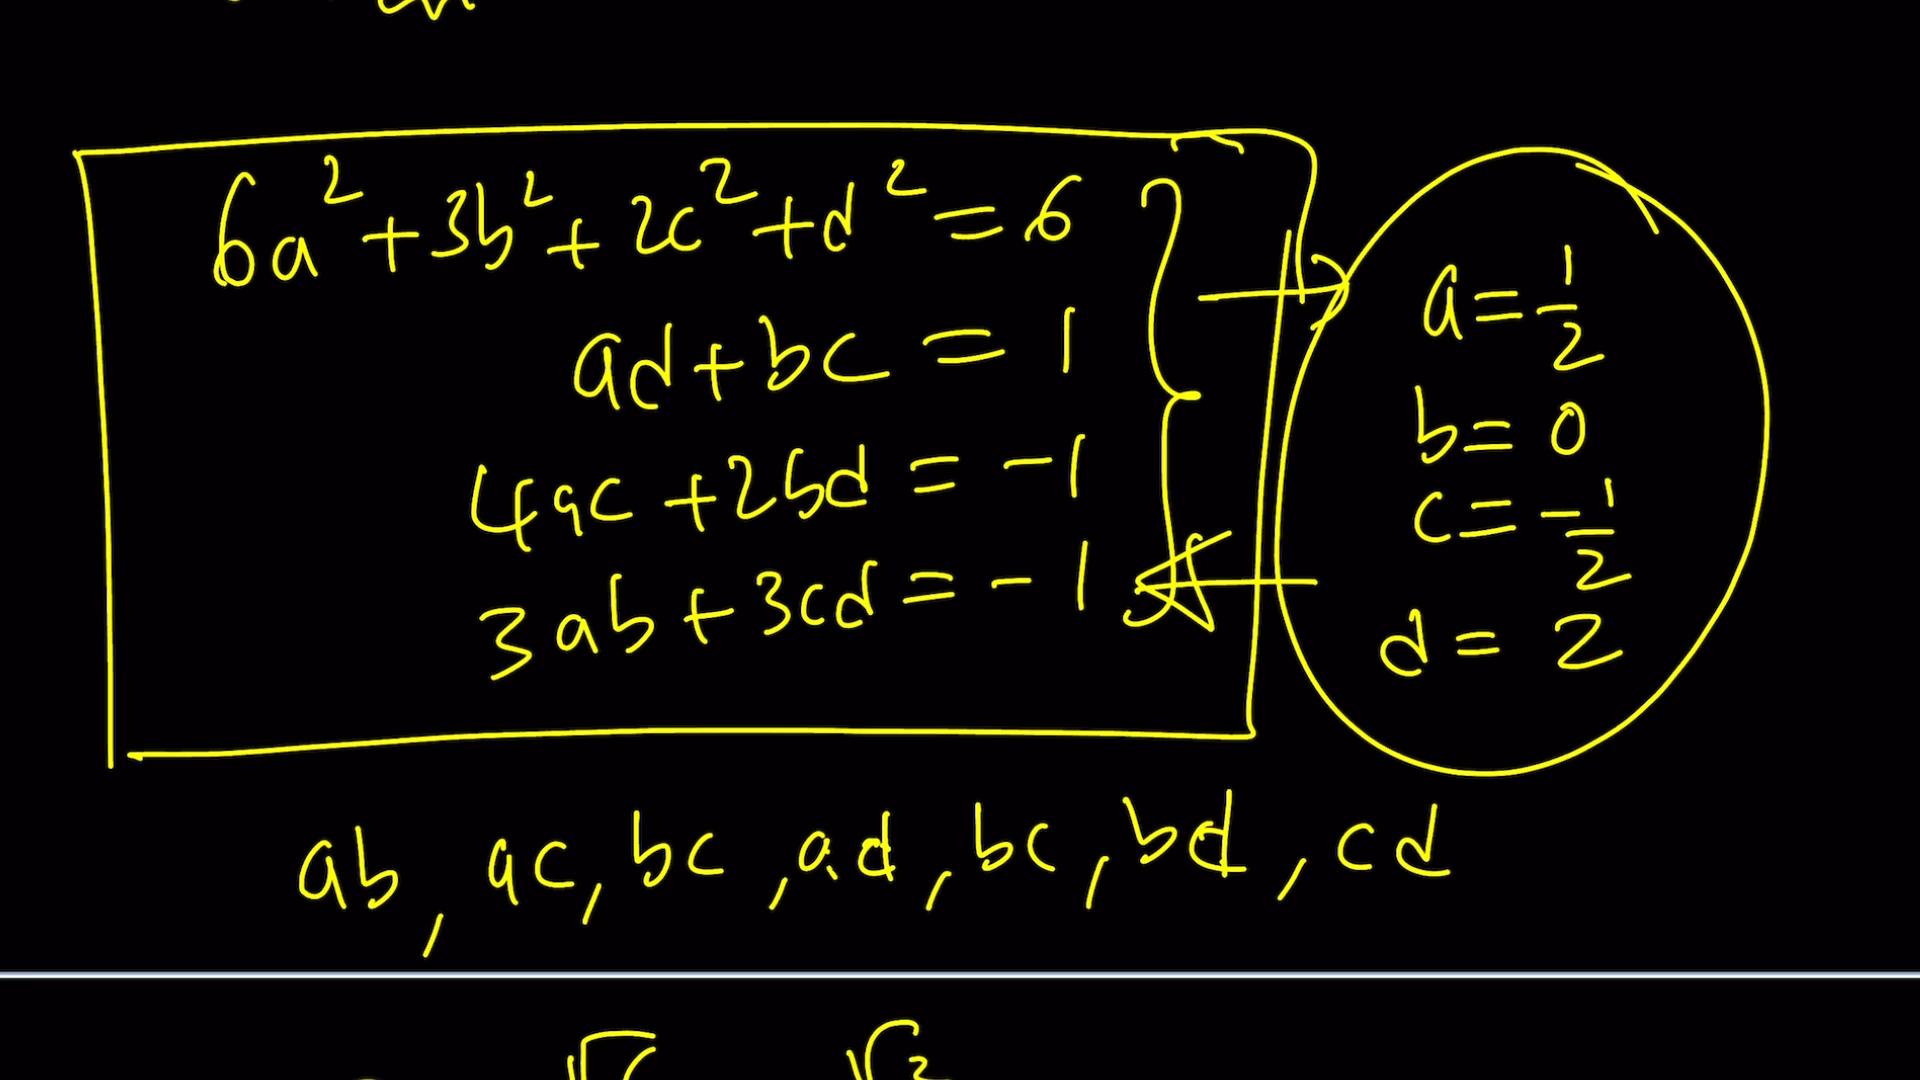 6a² + 3b² + 2c² + d² = 6
ad + bc = 1
4ac + 2bd = -1
3ab + 3cd = -1
a = 1/2
b = 0
c = -1/2
d = 2
ab, ac, bc, ad, bc, bd, cd